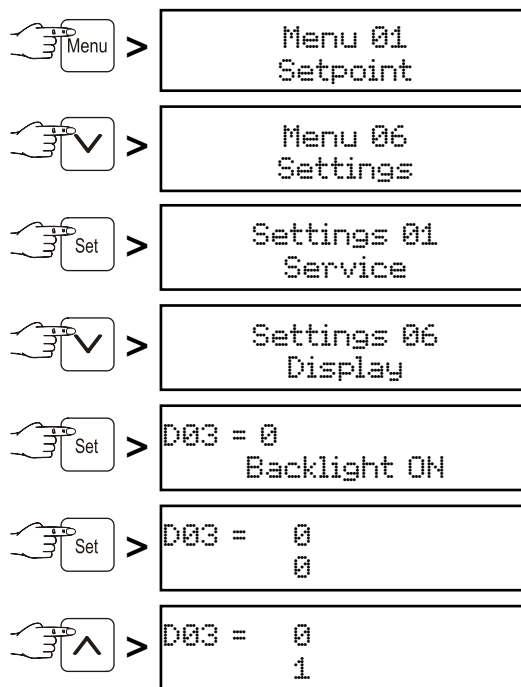 Menu > Menu 01
Setpoint
> Menu 06
Settings
Set > Settings 01
Service
> Settings 06
Display
Set > D03 = 0
Backlight ON
Set > D03 = 0
0
> D03 = 0
1